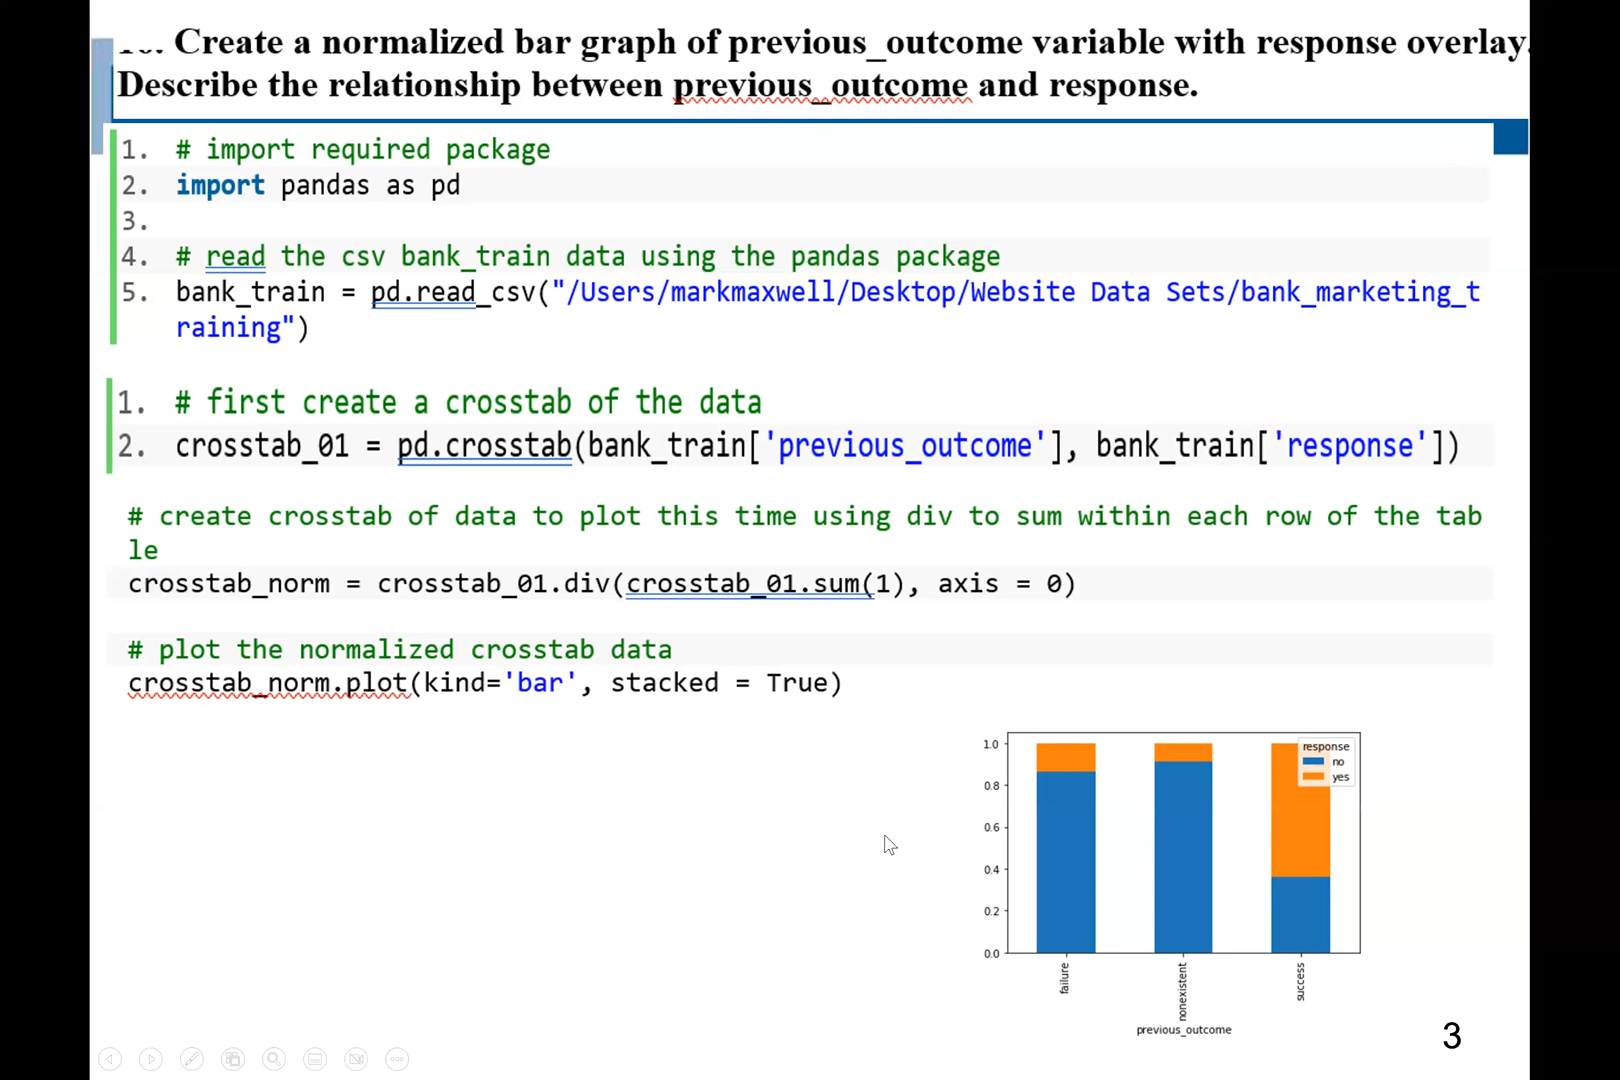 Create a normalized bar graph of previous_outcome variable with response overlay.
Describe the relationship between previous_outcome and response.
1. # import required package
2. import pandas as pd
3.
4. # read the csv bank_train data using the pandas package
5. bank_train = pd.read_csv("/Users/markmaxwell/Desktop/Website Data Sets/bank_marketing_t
raining")
1. # first create a crosstab of the data
2. crosstab_01 = pd.crosstab(bank_train['previous_outcome'], bank_train['response'])
# create crosstab of data to plot this time using div to sum within each row of the tab
le
crosstab_norm = crosstab_01.div(crosstab_01.sum(1), axis = 0)
# plot the normalized crosstab data
crosstab_norm.plot(kind='bar', stacked = True)
1.0
0.8
0.6
0.4
0.2
0.0
response
no
yes
failure
nonexistent
success
previous_outcome
3